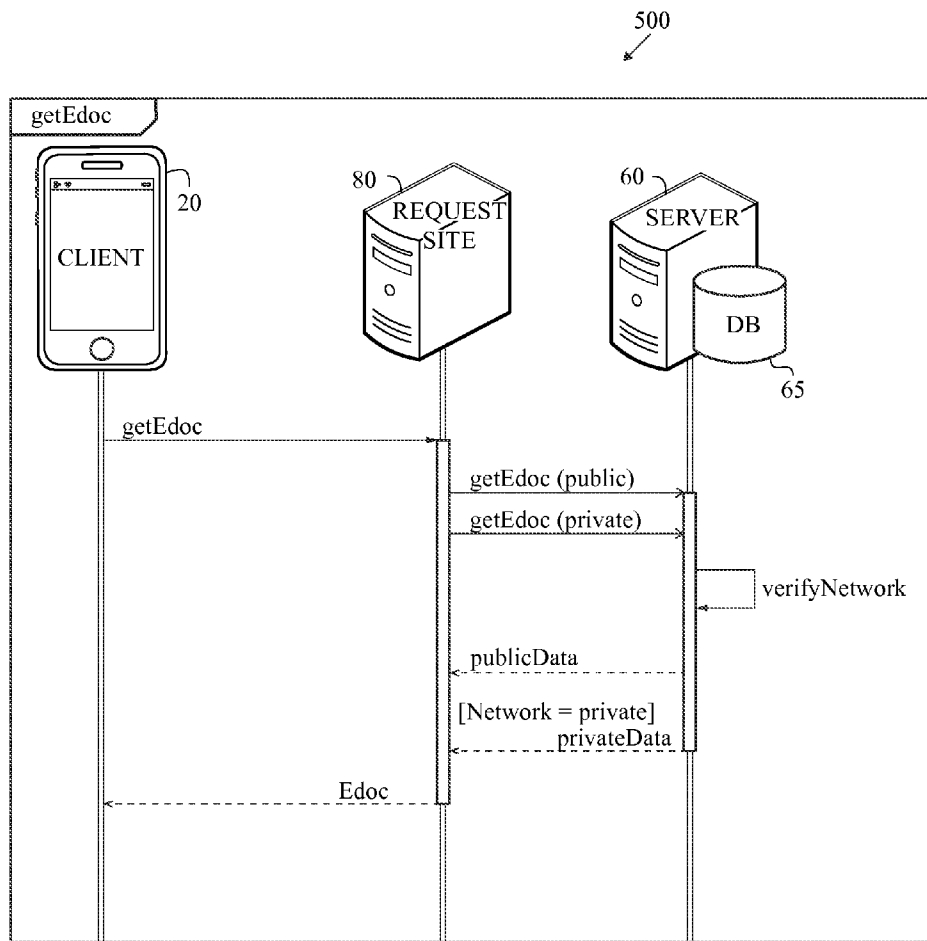 500
getEdoc
20
CLIENT
80
REQUEST
SITE
60
SERVER
DB
65
getEdoc
getEdoc (public)
getEdoc (private)
verifyNetwork
publicData
[Network = private]
privateData
Edoc